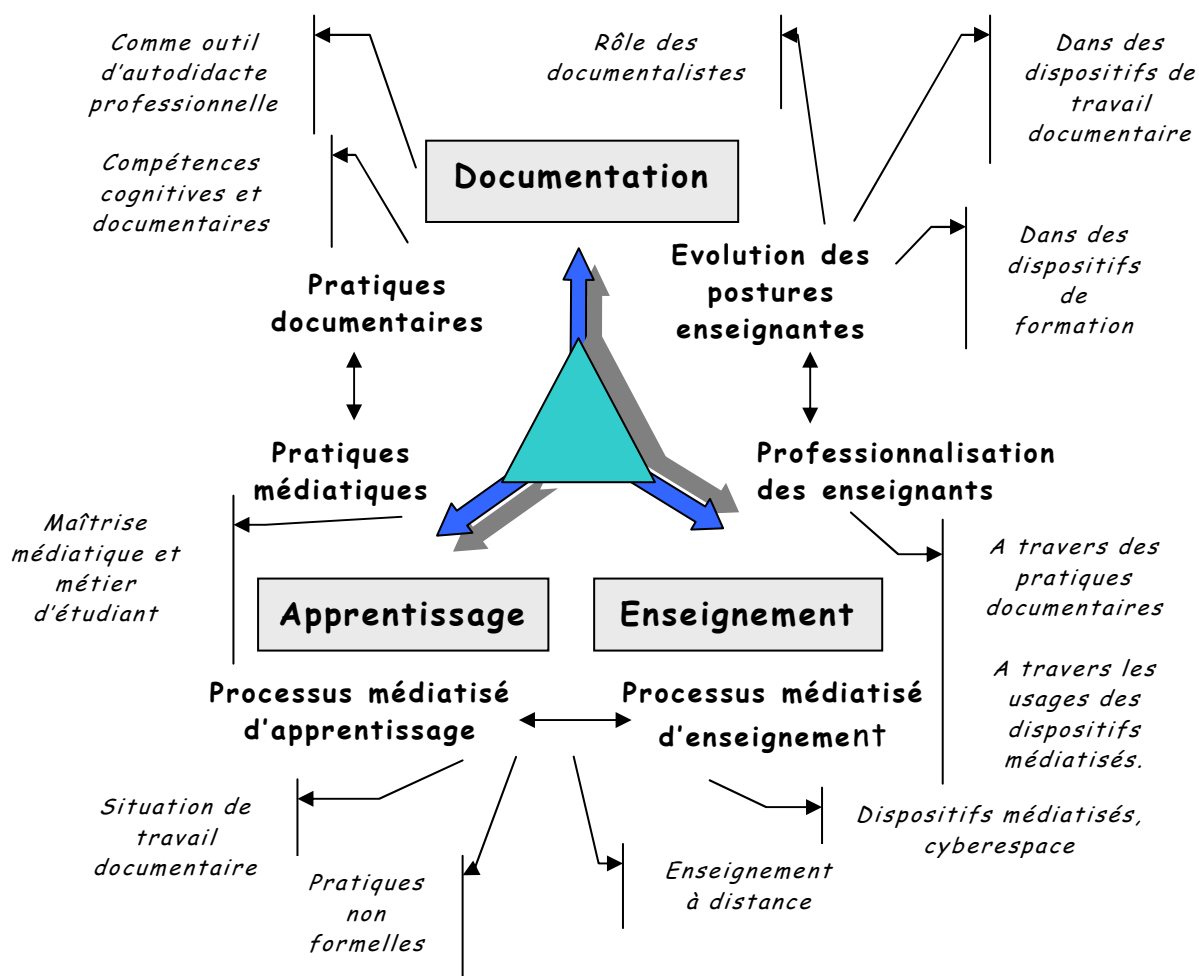 Comme outil
d'autodidacte
professionnelle
Rôle des
documentalistes
Dans des
dispositifs de
travail
documentaire
Compétences
cognitives et
documentaires
Documentation
Dans des
dispositifs
de
formation
Pratiques
documentaires
Evolution des
postures
enseignantes
Pratiques
médiatiques
Professionnalisation
des enseignants
Maîtrise
médiatique et
métier
d'étudiant
A travers des
pratiques
documentaires
Apprentissage
Enseignement
A travers les
usages des
dispositifs
médiatisés.
Processus médiatisé
d'apprentissage
Processus médiatisé
d'enseignement
Situation de
travail
documentaire
Dispositifs médiatisés,
cyberespace
Pratiques
non
formelles
Enseignement
à distance